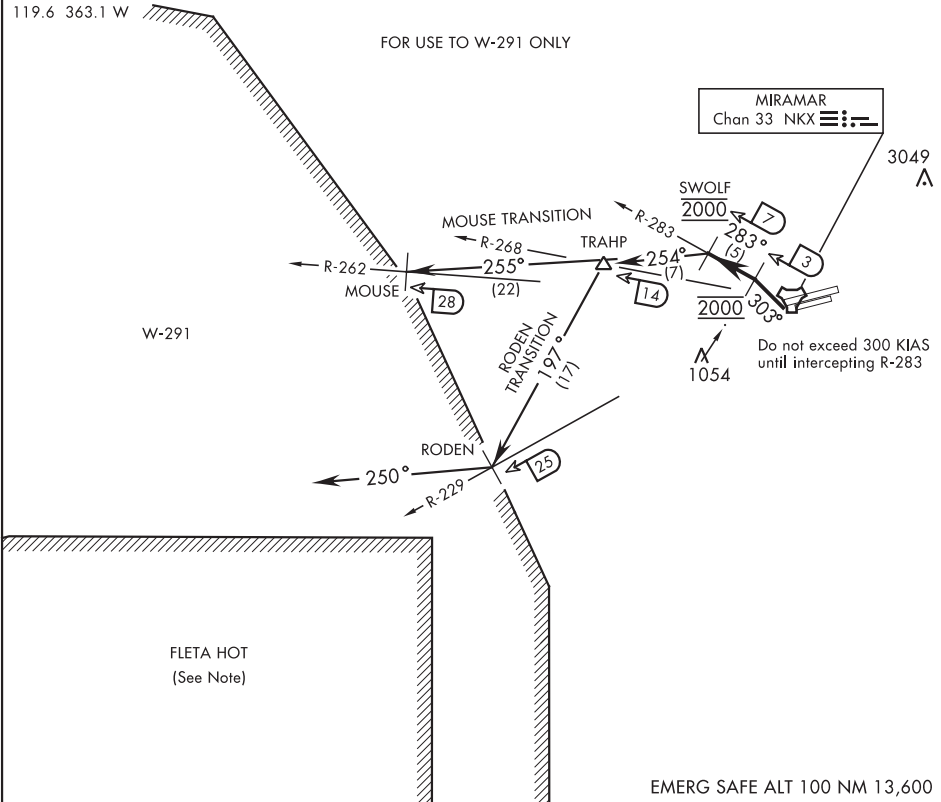 119.6 363.1 W
FOR USE TO W-291 ONLY
MIRAMAR
Chan 33 NKX
3049
SWOLF
2000
7
R-283
283°
(5)
3
MOUSE TRANSITION
R-268
TRAHP
254°
(7)
R-262
255°
(22)
MOUSE
28
14
2000
303°
W-291
RODEN
TRANSITION
197°
(17)
1054
Do not exceed 300 KIAS
until intercepting R-283
RODEN
25
250°
R-229
FLETA HOT
(See Note)
EMERG SAFE ALT 100 NM 13,600